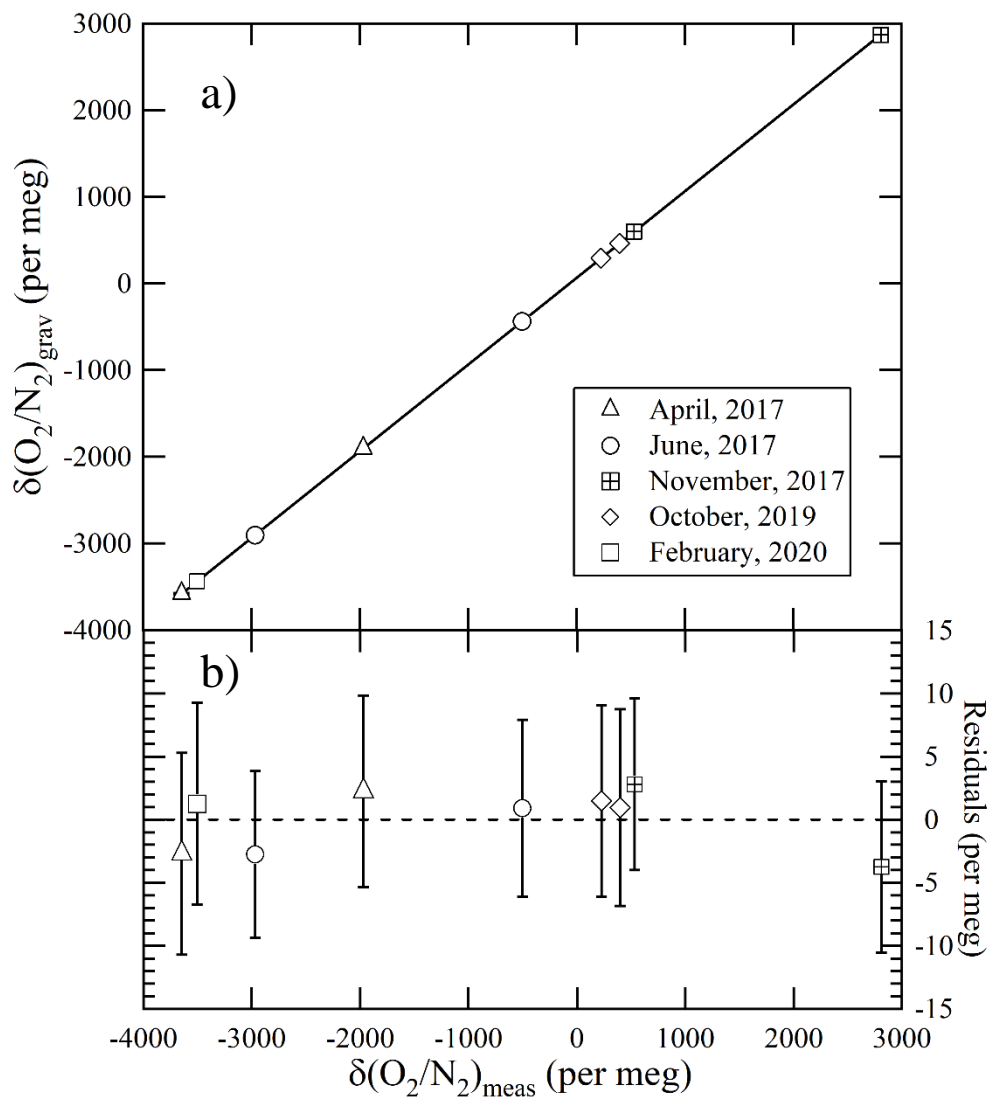 3000
2000
1000
0
-1000
-2000
-3000
-4000
δ(O₂/N₂)grav (per meg)
a)
April, 2017
June, 2017
November, 2017
October, 2019
February, 2020
b)
15
10
5
0
-5
-10
-15
Residuals (per meg)
-4000 -3000 -2000 -1000 0 1000 2000 3000
δ(O₂/N₂)meas (per meg)